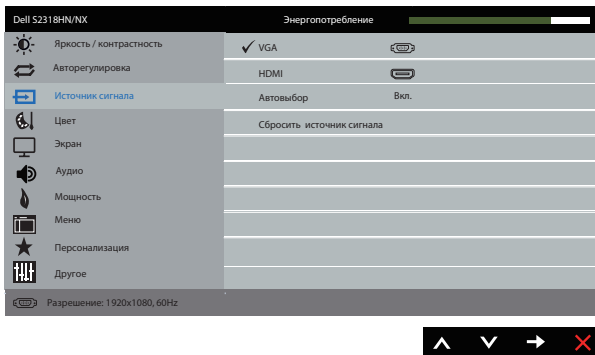 Dell S2318HN/NX
Энергопотребление
Яркость / контрастность
Авторегулировка
Источник сигнала
Цвет
Экран
Аудио
Мощность
Меню
Персонализация
Другое
VGA
HDMI
Автовыбор Вкл.
Сбросить источник сигнала
Разрешение: 1920x1080, 60Hz